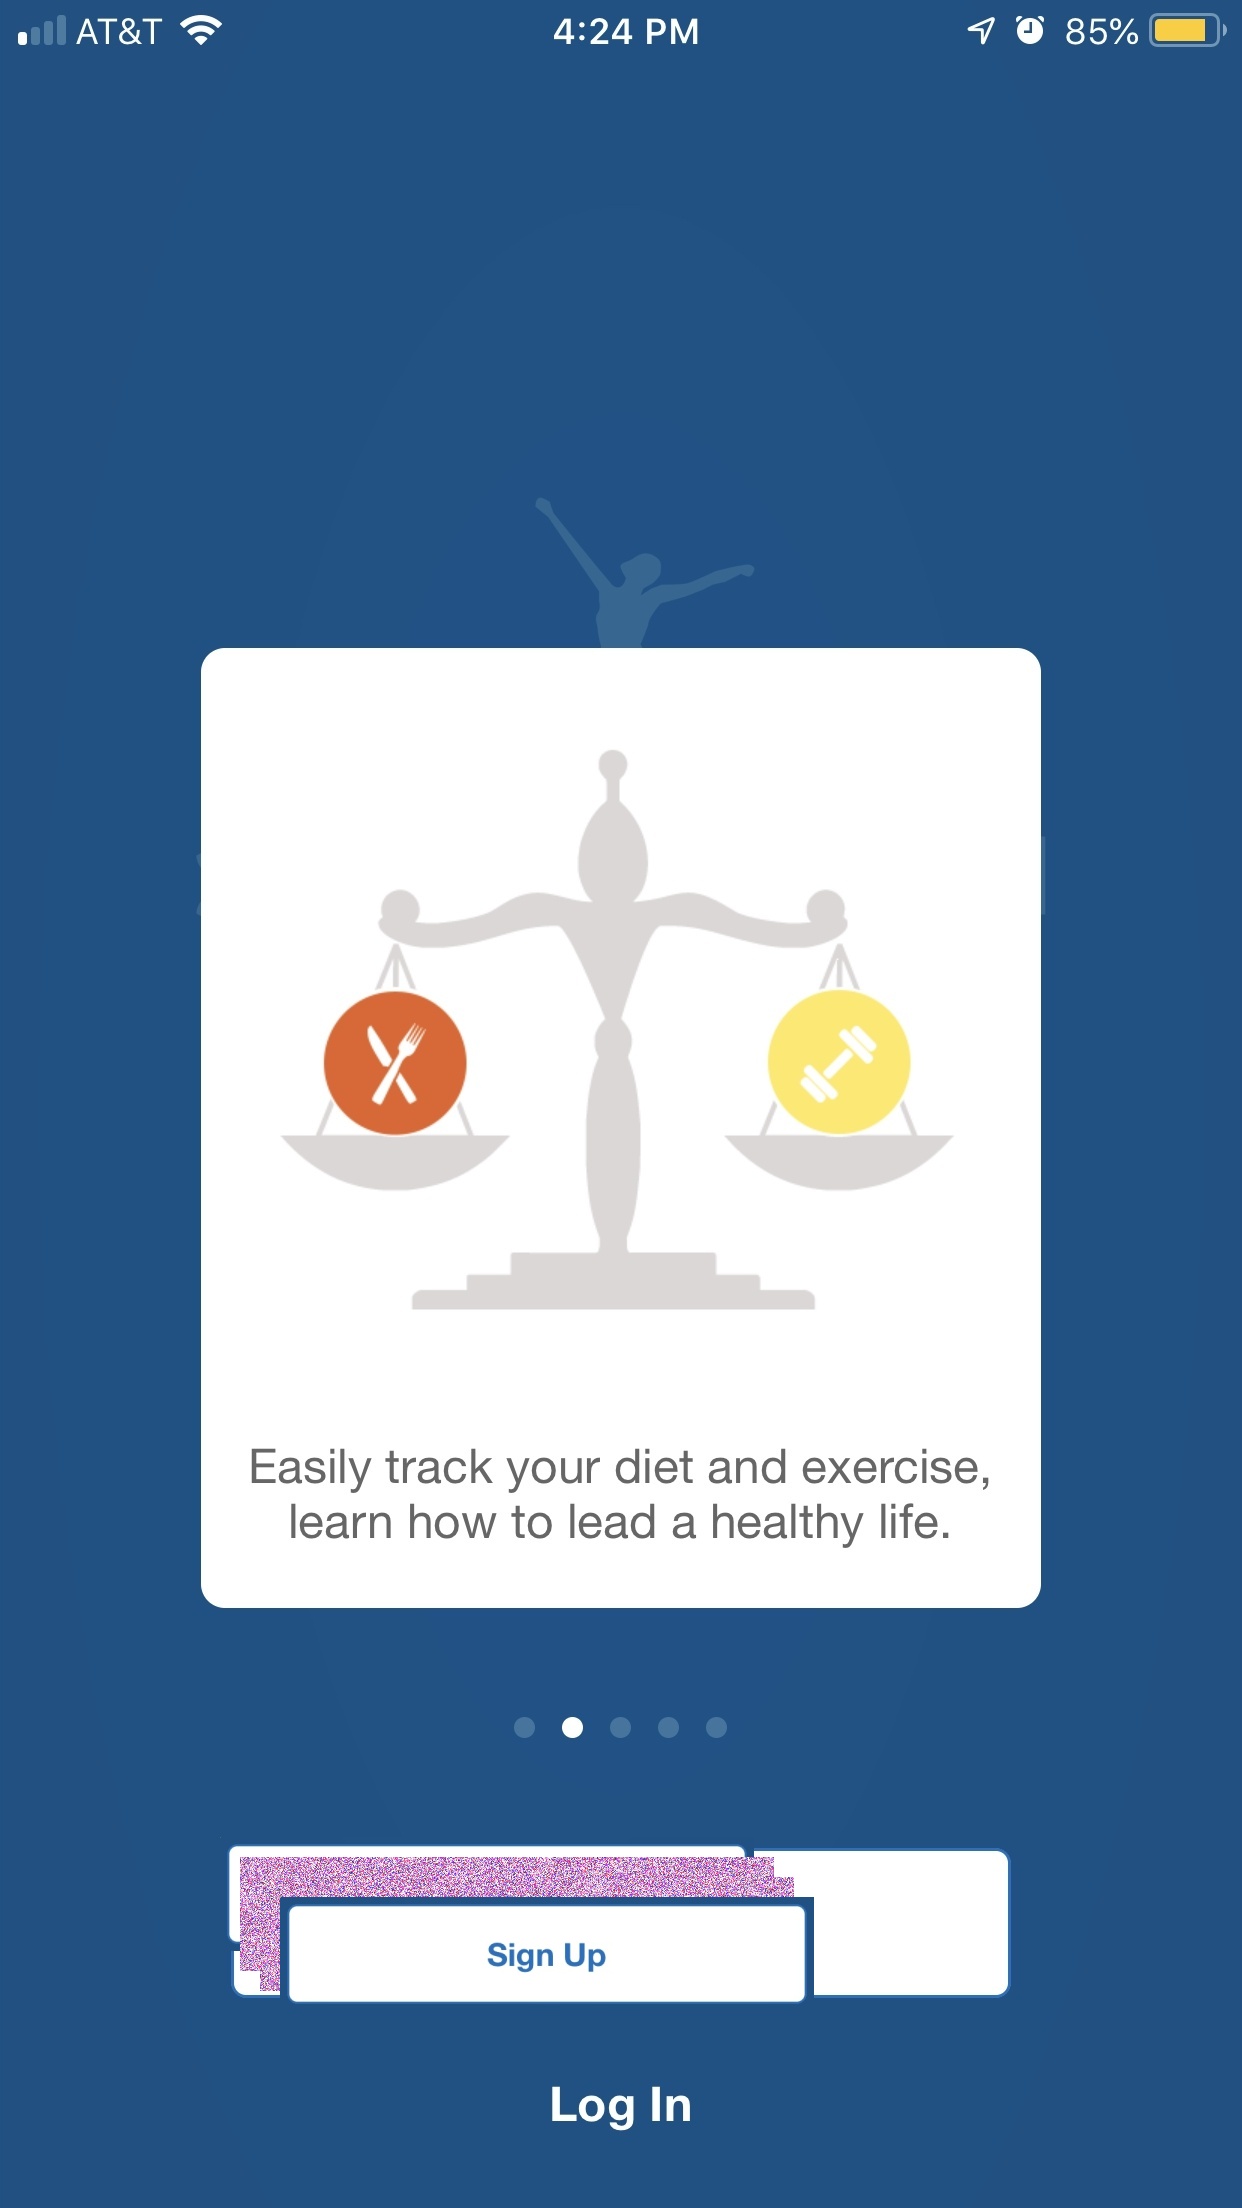 AT&T 4:24 PM 85%
Easily track your diet and exercise,
learn how to lead a healthy life.
Sign Up
Log In